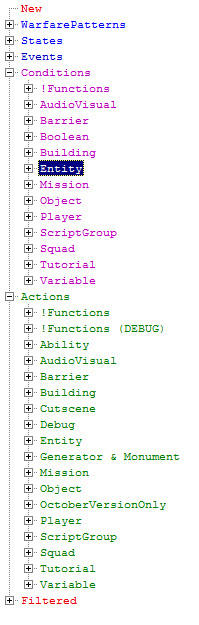 New
WarfarePatterns
States
Events
Conditions
!Functions
AudioVisual
Barrier
Boolean
Building
Entity
Mission
Object
Player
ScriptGroup
Squad
Tutorial
Variable
Actions
!Functions
!Functions (DEBUG)
Ability
AudioVisual
Barrier
Building
Cutscene
Debug
Entity
Generator & Monument
Mission
Object
OctoberVersionOnly
Player
ScriptGroup
Squad
Tutorial
Variable
Filtered